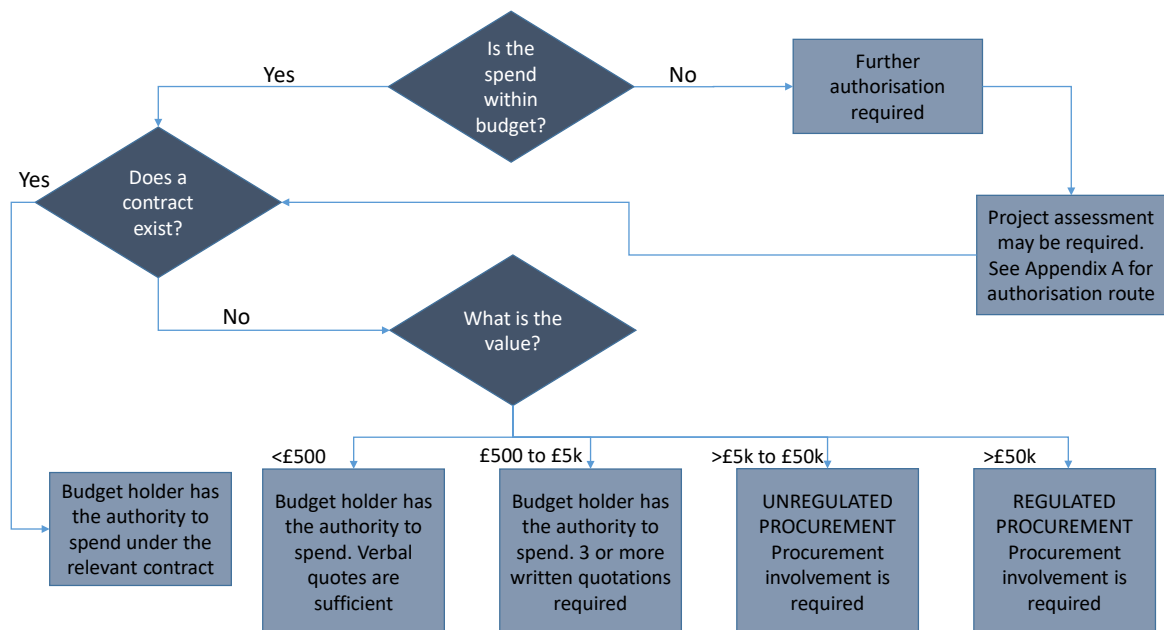 Is the
spend
within
budget?
Yes
No
Further
authorisation
required
Yes
Does a
contract
exist?
Project assessment
may be required.
See Appendix A for
authorisation route
No
What is the
value?
<£500
£500 to £5k
>£5k to £50k
>£50k
Budget holder has
the authority to
spend under the
relevant contract
Budget holder has
the authority to
spend. Verbal
quotes are
sufficient
Budget holder has
the authority to
spend. 3 or more
written quotations
required
UNREGULATED
PROCUREMENT
Procurement
involvement is
required
REGULATED
PROCUREMENT
Procurement
involvement is
required